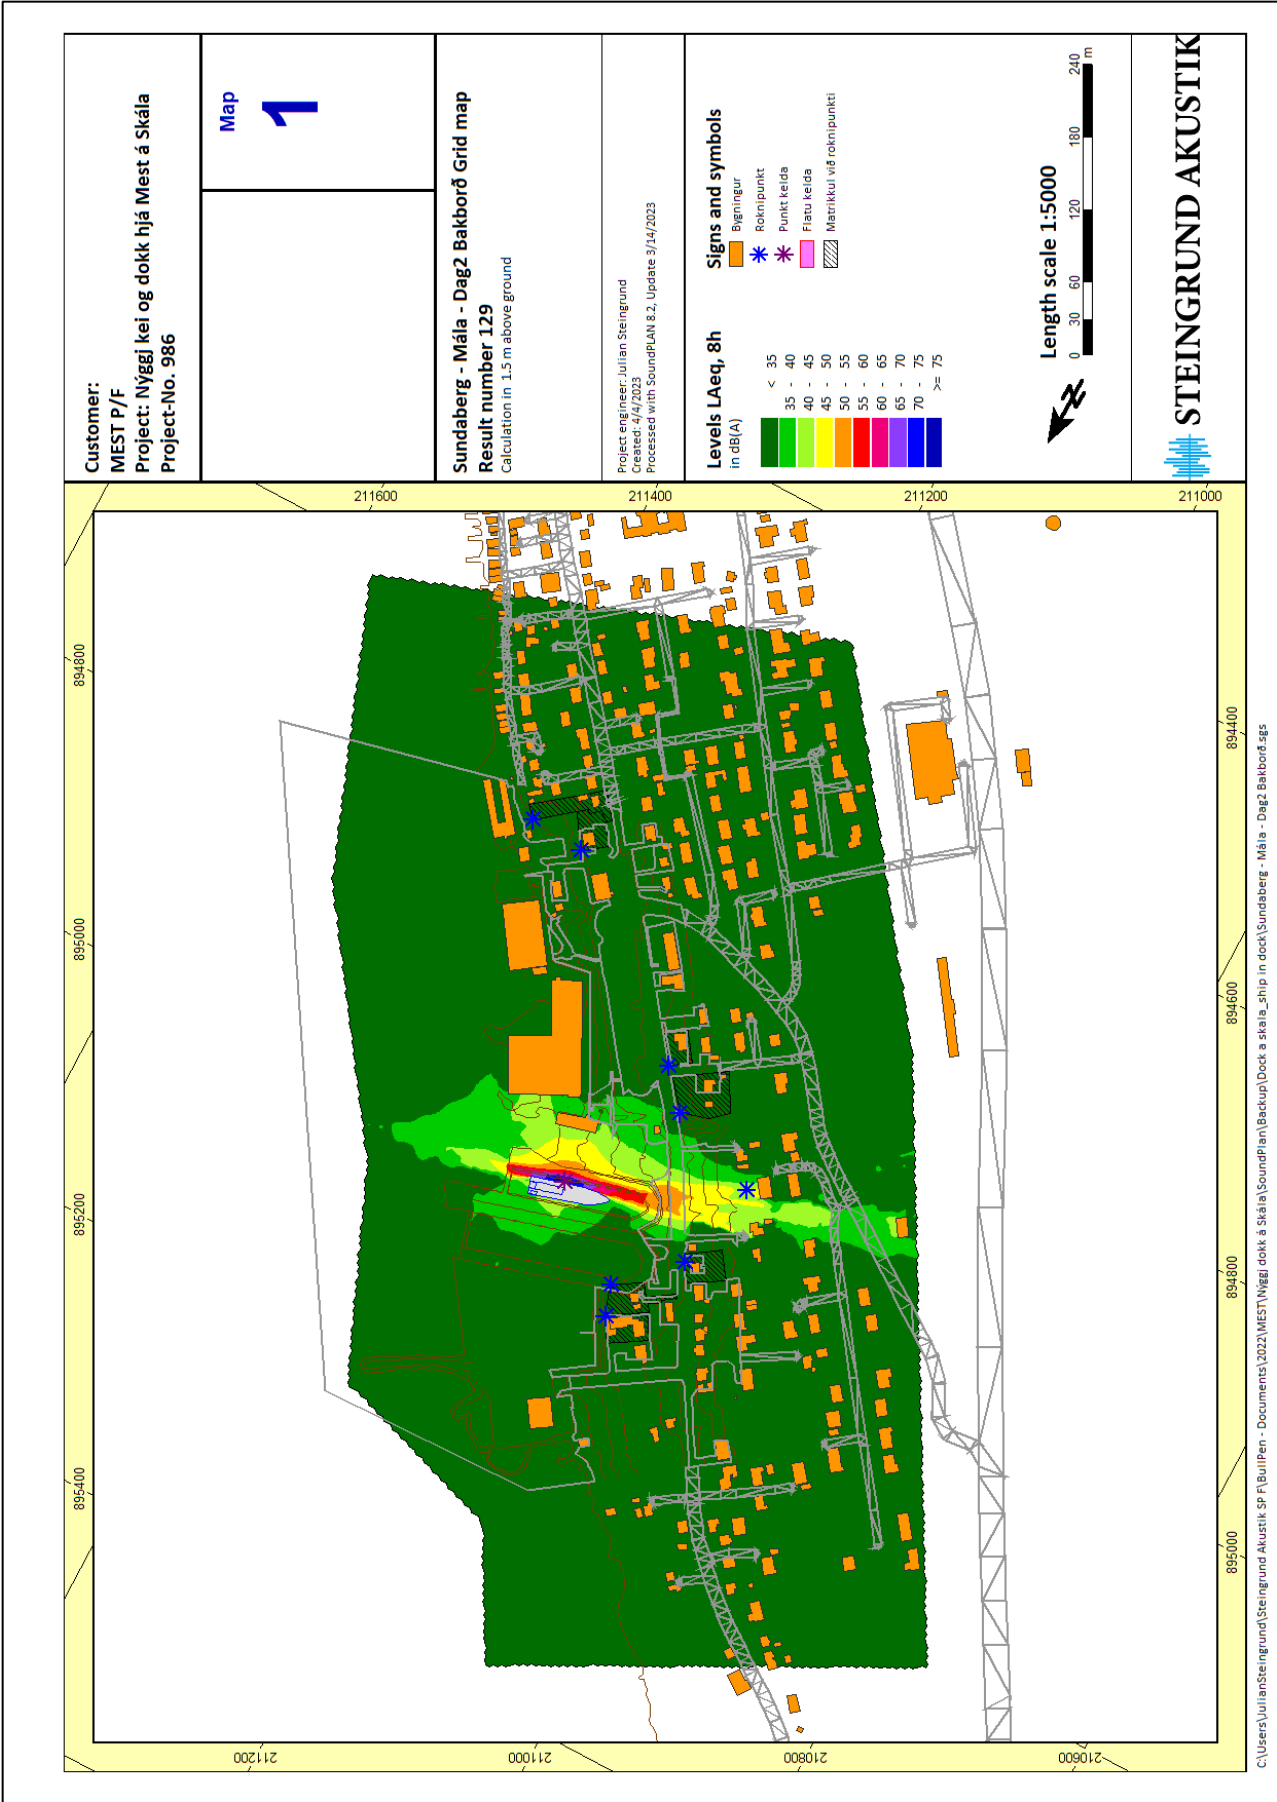 Customer:
MEST P/F
Project: Nýggj kei og dokk hjá Mest á Skála
Project-No. 986
Map
1
Sundaberg - Mála - Dag2 Bakborð Grid map
Result number 129
Calculation in 1.5 m above ground
Project engineer: Julian Steingrund
Created: 4/4/2023
Processed with SoundPLAN 8.2, Update 3/14/2023
Levels LAeq, 8h
in dB(A)
< 35
35 - 40
40 - 45
45 - 50
50 - 55
55 - 60
60 - 65
65 - 70
70 - 75
>= 75
Signs and symbols
Bygningur
Roknipunkt
Punkt kelda
Flatu kelda
Matrikkul við roknipunkti
Length scale 1:5000
0 30 60 120 180 240
m
N
STEINGRUND AKUSTIK
211600
211400
211200
211000
894800
895000
895200
895400
894400
894600
894800
895000
211200
211000
210800
210600
C:\Users\JulianSteingrund\Steingrund Akustik SP F\BullPen - Documents\2022\MEST\Nýggj dokk á Skála\SoundPlan\Backup\Dock a skala_ship in dock\Sundaberg - Mála - Dag2 Bakborð.sgs